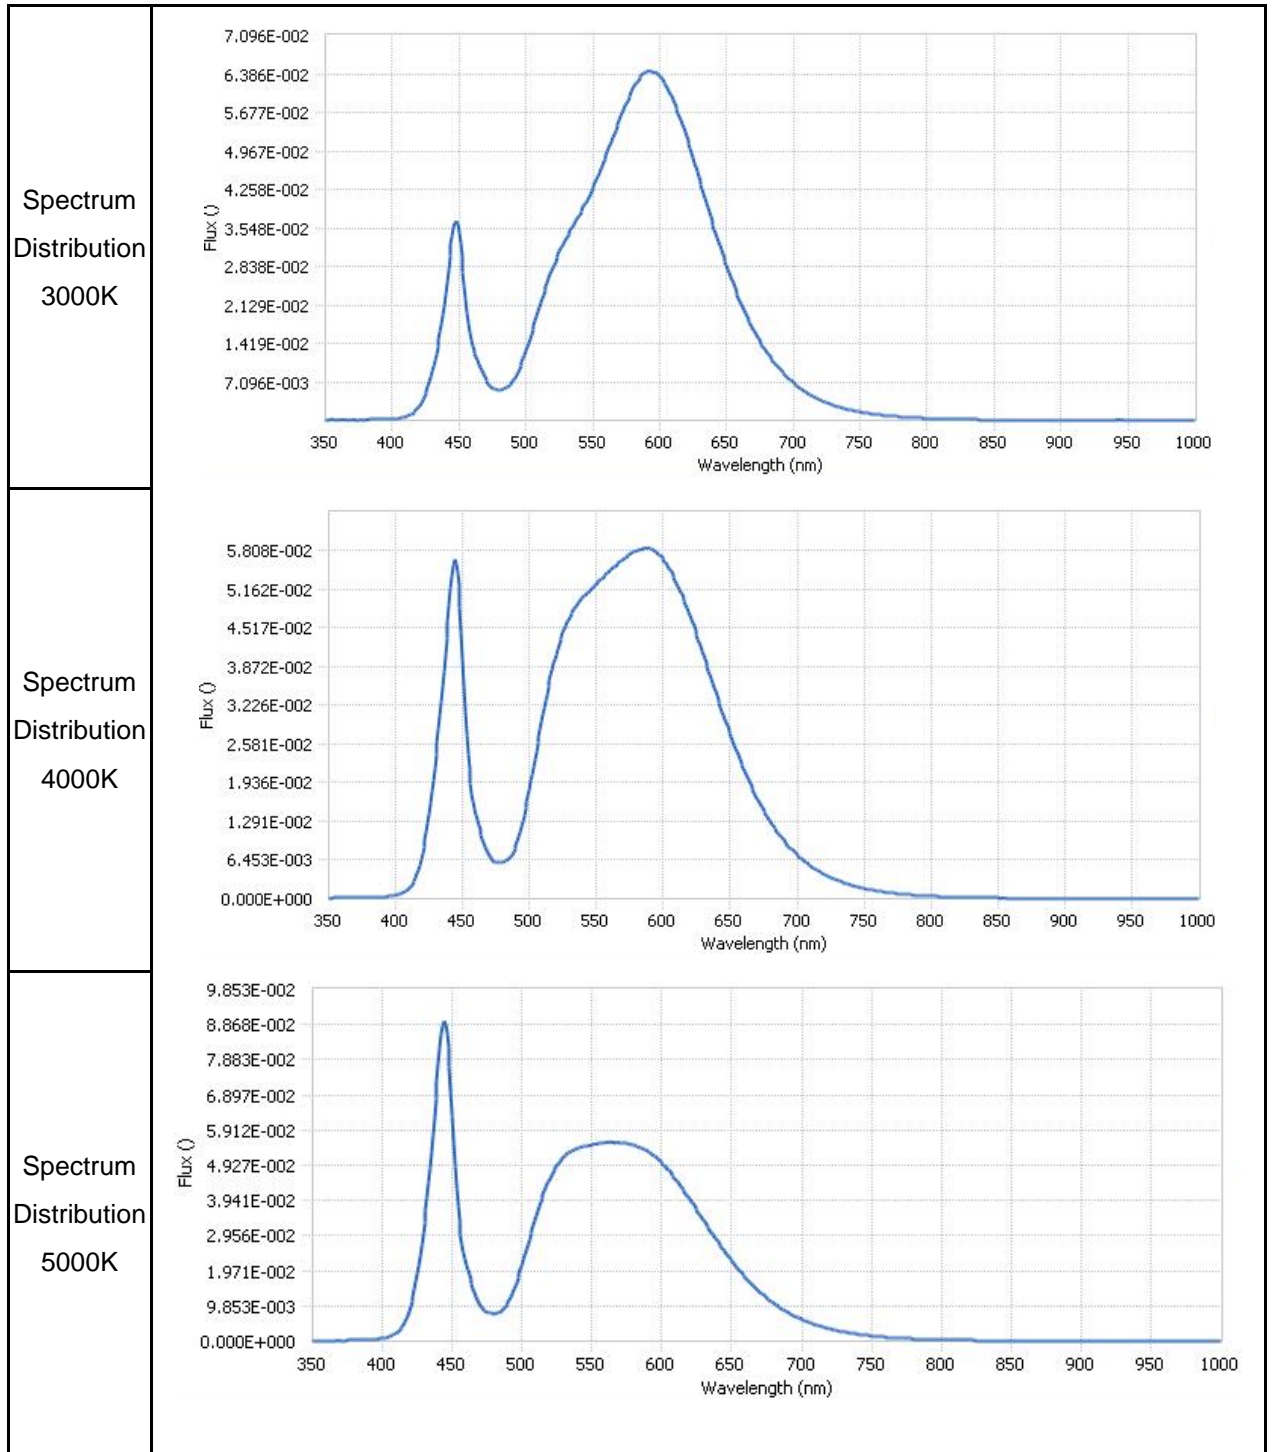 Spectrum
Distribution
3000K
7.096E-002
6.386E-002
5.677E-002
4.967E-002
4.258E-002
3.548E-002
2.838E-002
2.129E-002
1.419E-002
7.096E-003
Flux ()
350 400 450 500 550 600 650 700 750 800 850 900 950 1000
Wavelength (nm)
Spectrum
Distribution
4000K
5.808E-002
5.162E-002
4.517E-002
3.872E-002
3.226E-002
2.581E-002
1.936E-002
1.291E-002
6.453E-003
0.000E+000
Flux ()
350 400 450 500 550 600 650 700 750 800 850 900 950 1000
Wavelength (nm)
Spectrum
Distribution
5000K
9.853E-002
8.868E-002
7.883E-002
6.897E-002
5.912E-002
4.927E-002
3.941E-002
2.956E-002
1.971E-002
9.853E-003
0.000E+000
Flux ()
350 400 450 500 550 600 650 700 750 800 850 900 950 1000
Wavelength (nm)